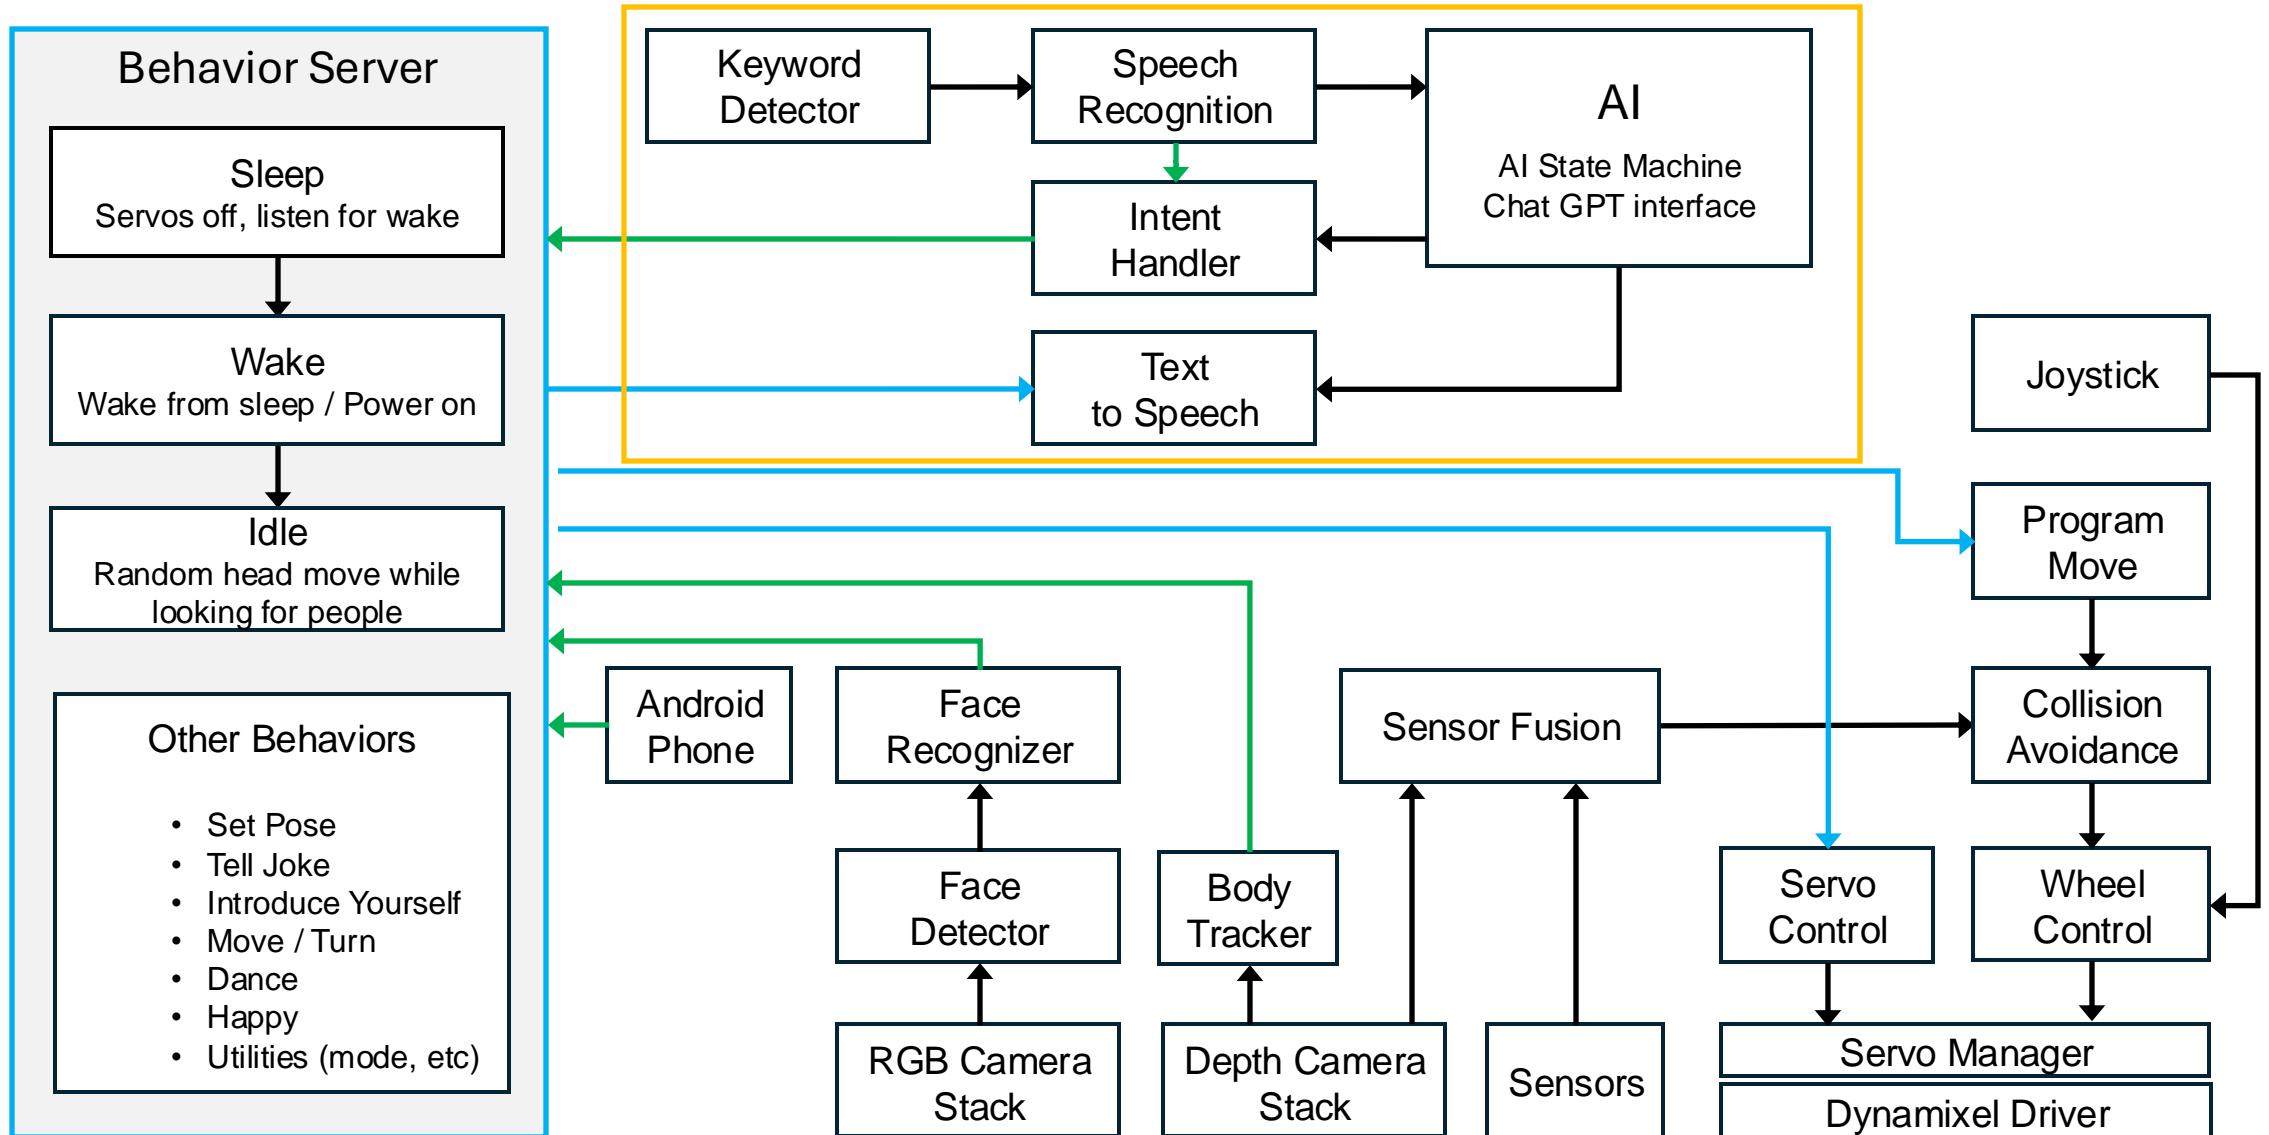 Behavior Server
Sleep
Servos off, listen for wake
Wake
Wake from sleep / Power on
Idle
Random head move while
looking for people
Other Behaviors
• Set Pose
• Tell Joke
• Introduce Yourself
• Move / Turn
• Dance
• Happy
• Utilities (mode, etc)
Keyword
Detector
Speech
Recognition
AI
AI State Machine
Chat GPT interface
Intent
Handler
Text
to Speech
Joystick
Program
Move
Android
Phone
Face
Recognizer
Sensor Fusion
Collision
Avoidance
Face
Detector
Body
Tracker
Servo
Control
Wheel
Control
RGB Camera
Stack
Depth Camera
Stack
Sensors
Servo Manager
Dynamixel Driver